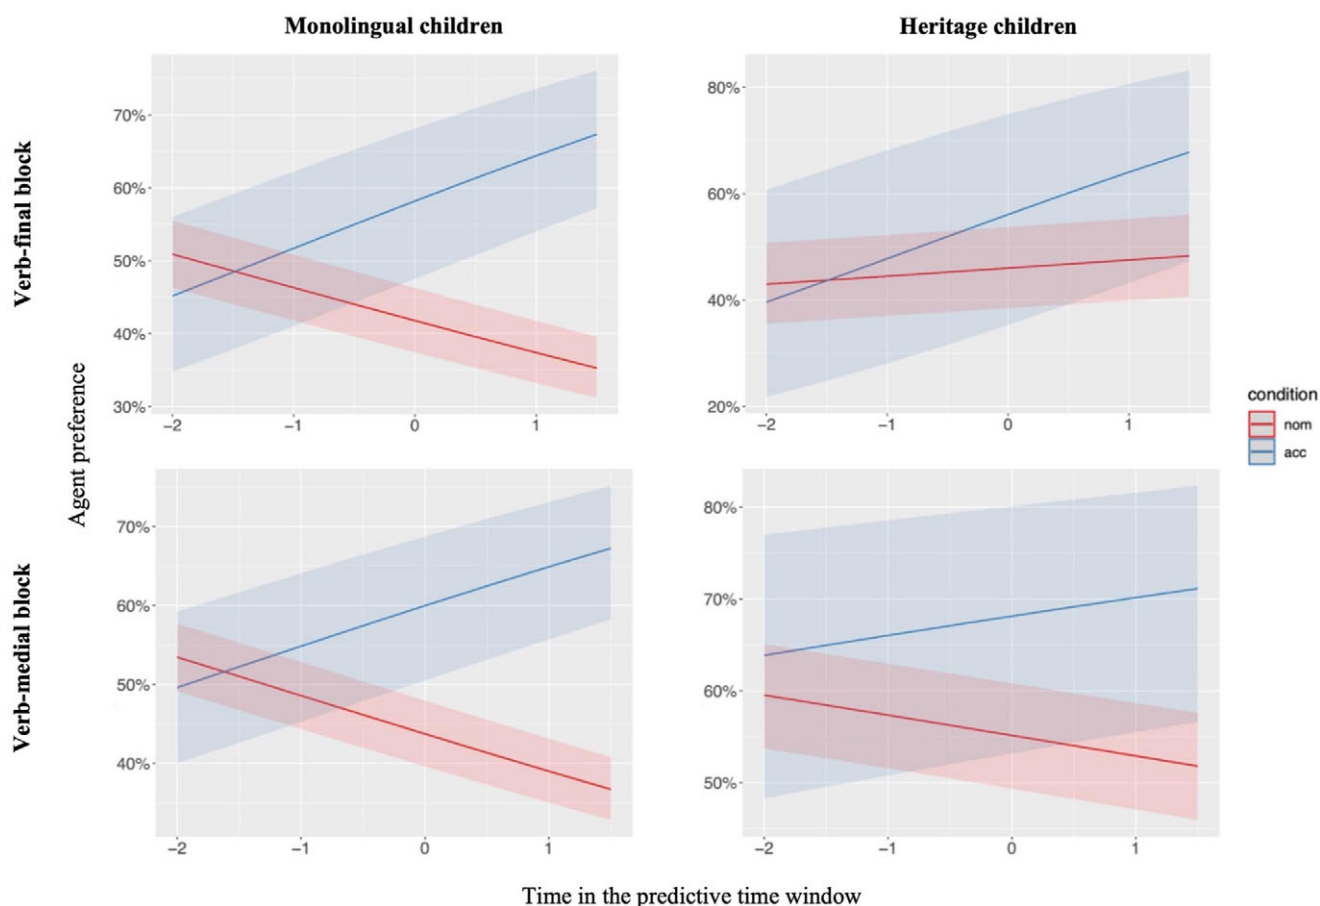 Monolingual children
Heritage children
Verb-final block
70%
60%
50%
40%
30%
-2 -1 0 1
80%
60%
40%
20%
-2 -1 0 1
Agent preference
condition
nom
acc
Verb-medial block
70%
60%
50%
40%
-2 -1 0 1
80%
70%
60%
50%
-2 -1 0 1
Time in the predictive time window